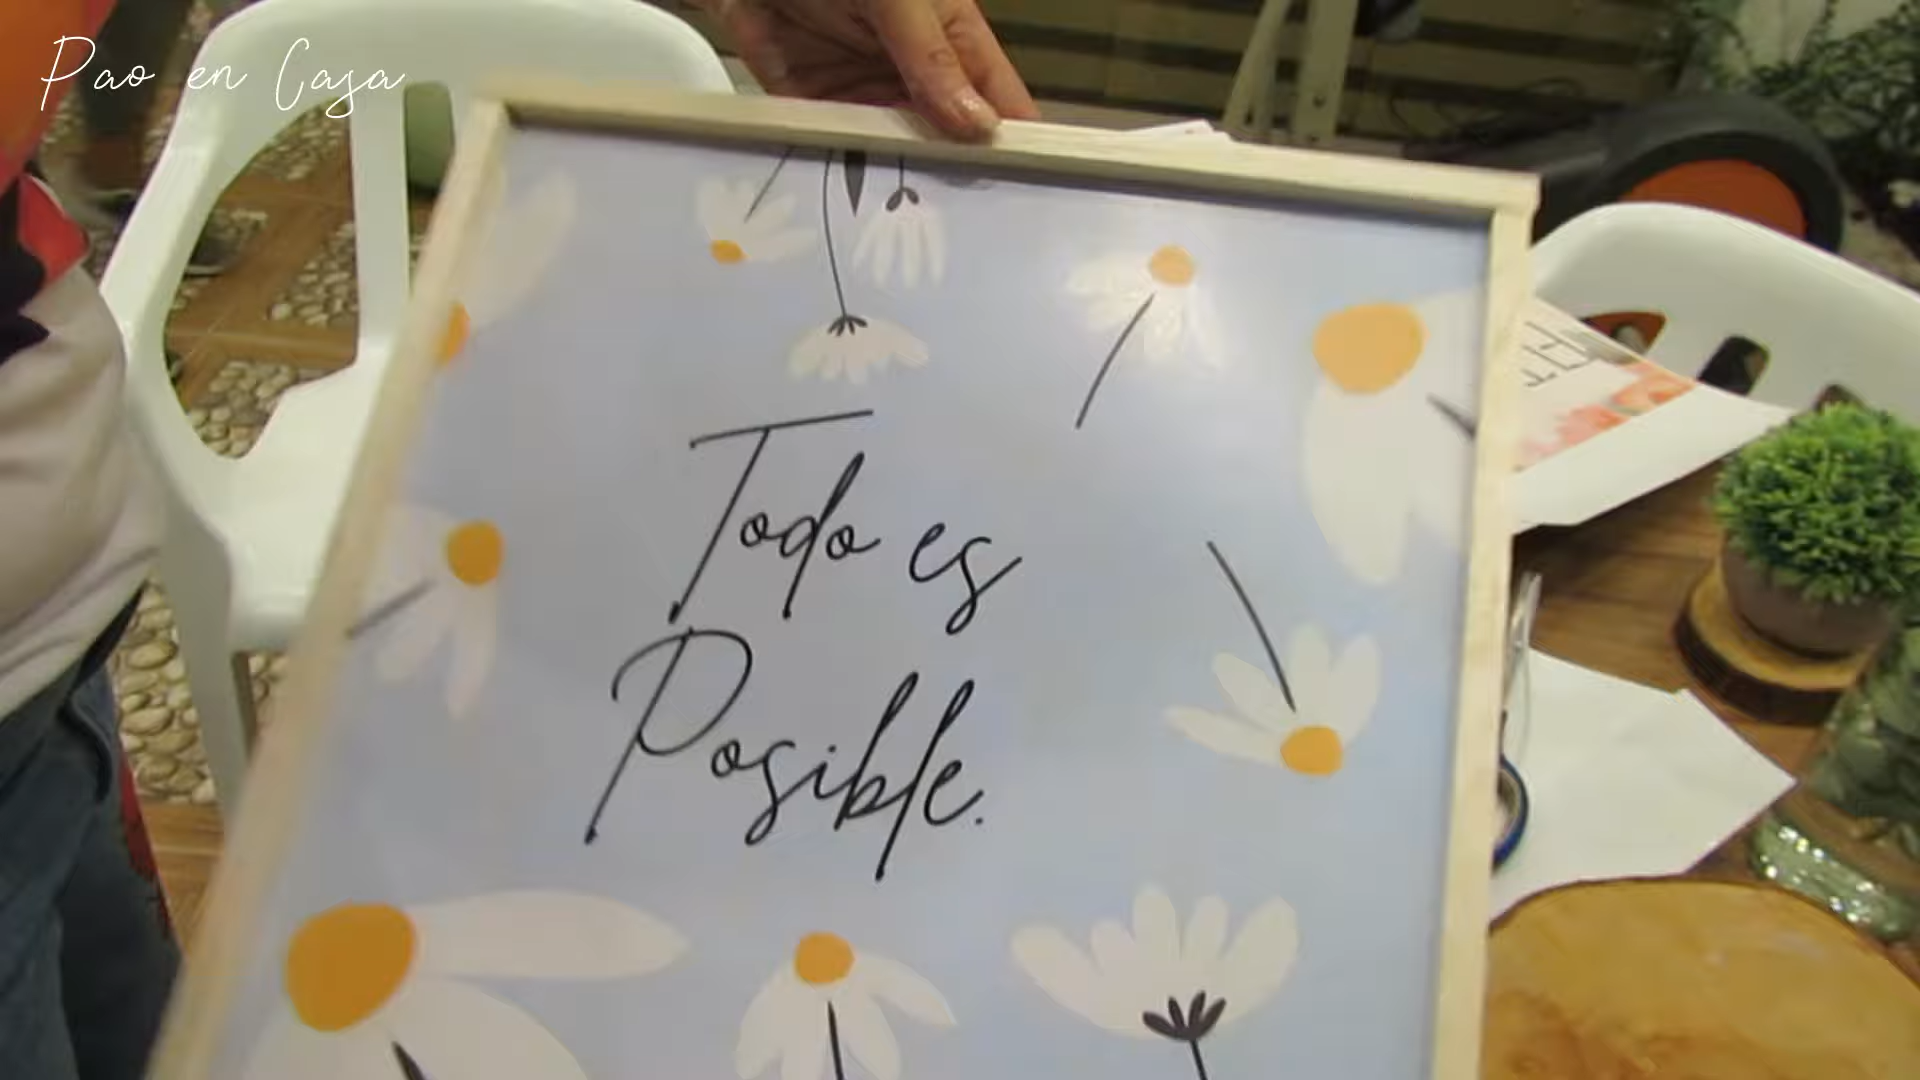 Pao en Casa
Todo es
Posible.